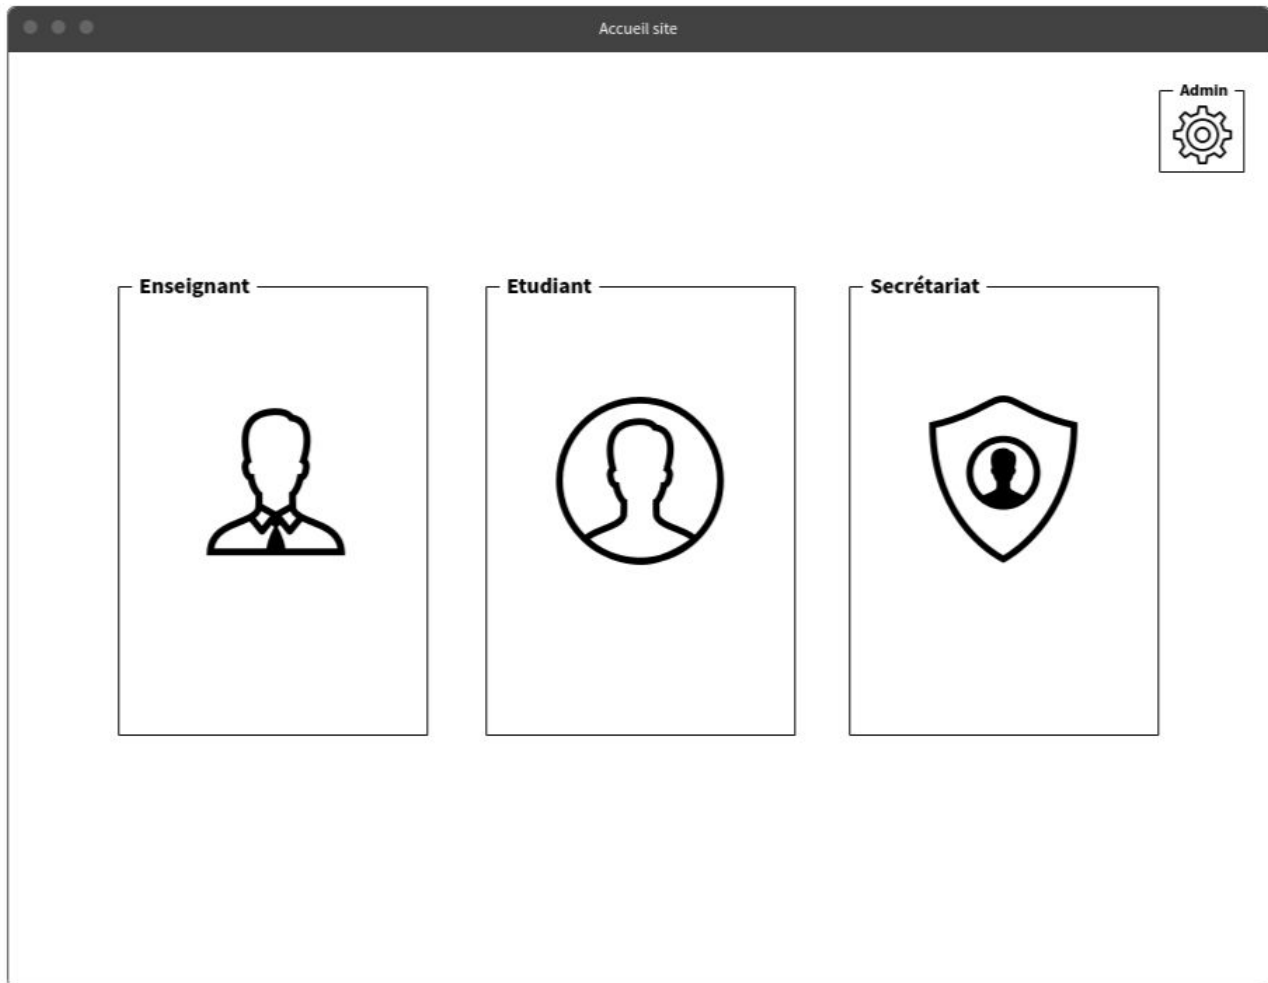 Accueil site
Admin
Enseignant
Etudiant
Secrétariat